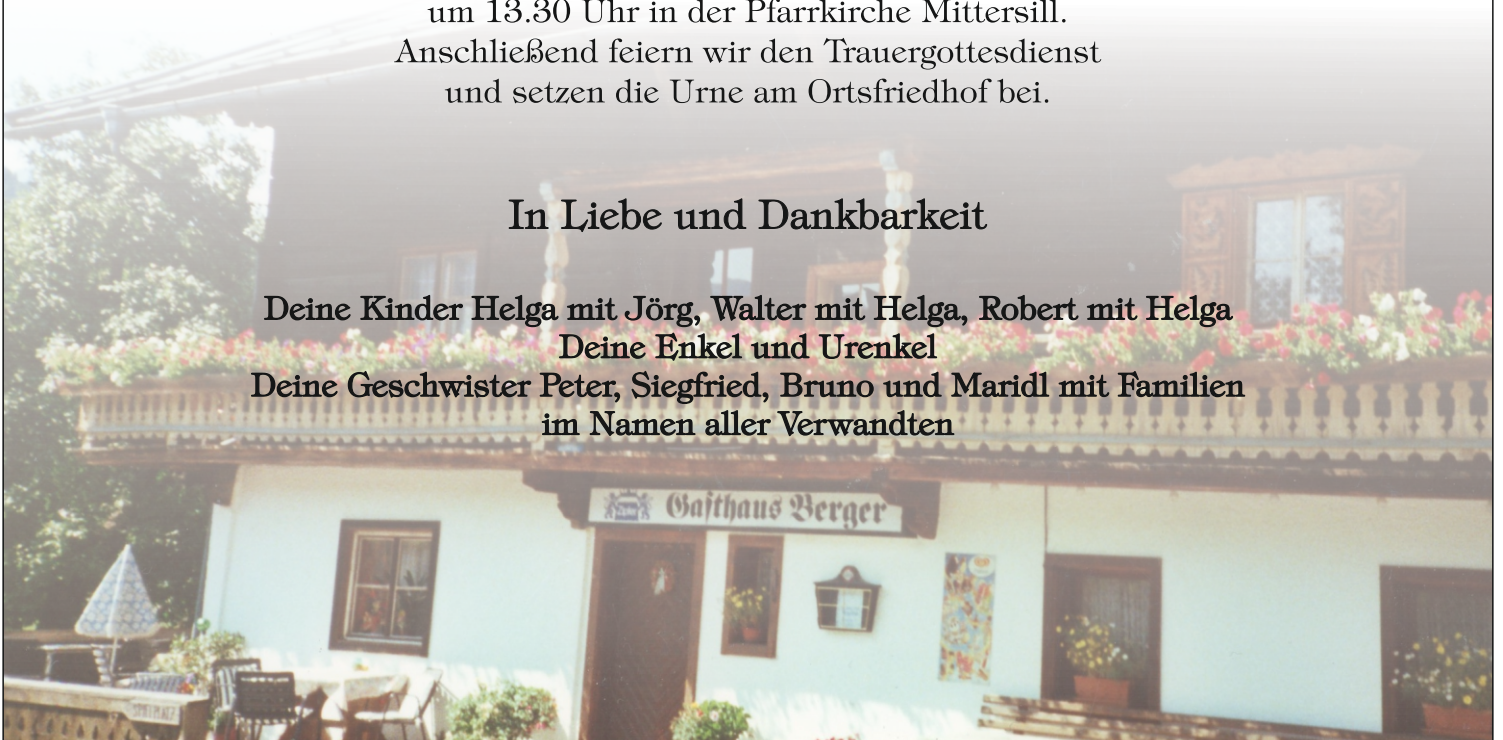 um 13.30 Uhr in der Pfarrkirche Mittersill.
Anschließend feiern wir den Trauergottesdienst
und setzen die Urne am Ortsfriedhof bei.
In Liebe und Dankbarkeit
Deine Kinder Helga mit Jörg, Walter mit Helga, Robert mit Helga
Deine Enkel und Urenkel
Deine Geschwister Peter, Siegfried, Bruno und Maridl mit Familien
im Namen aller Verwandten
Gasthaus Berger